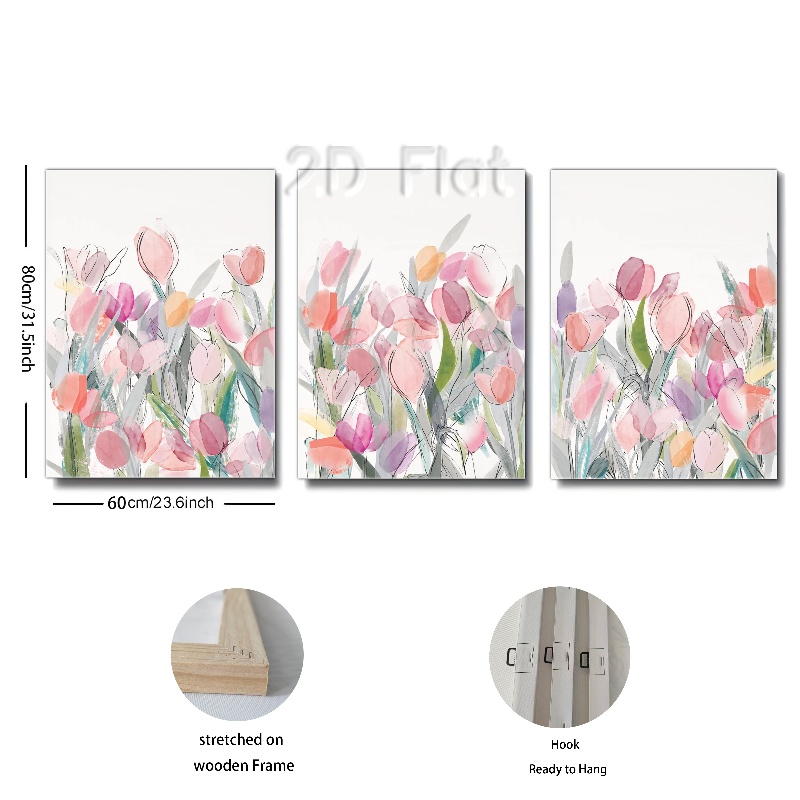 2D Flat
80cm/31.5inch
60cm/23.6inch
stretched on
wooden Frame
Hook
Ready to Hang